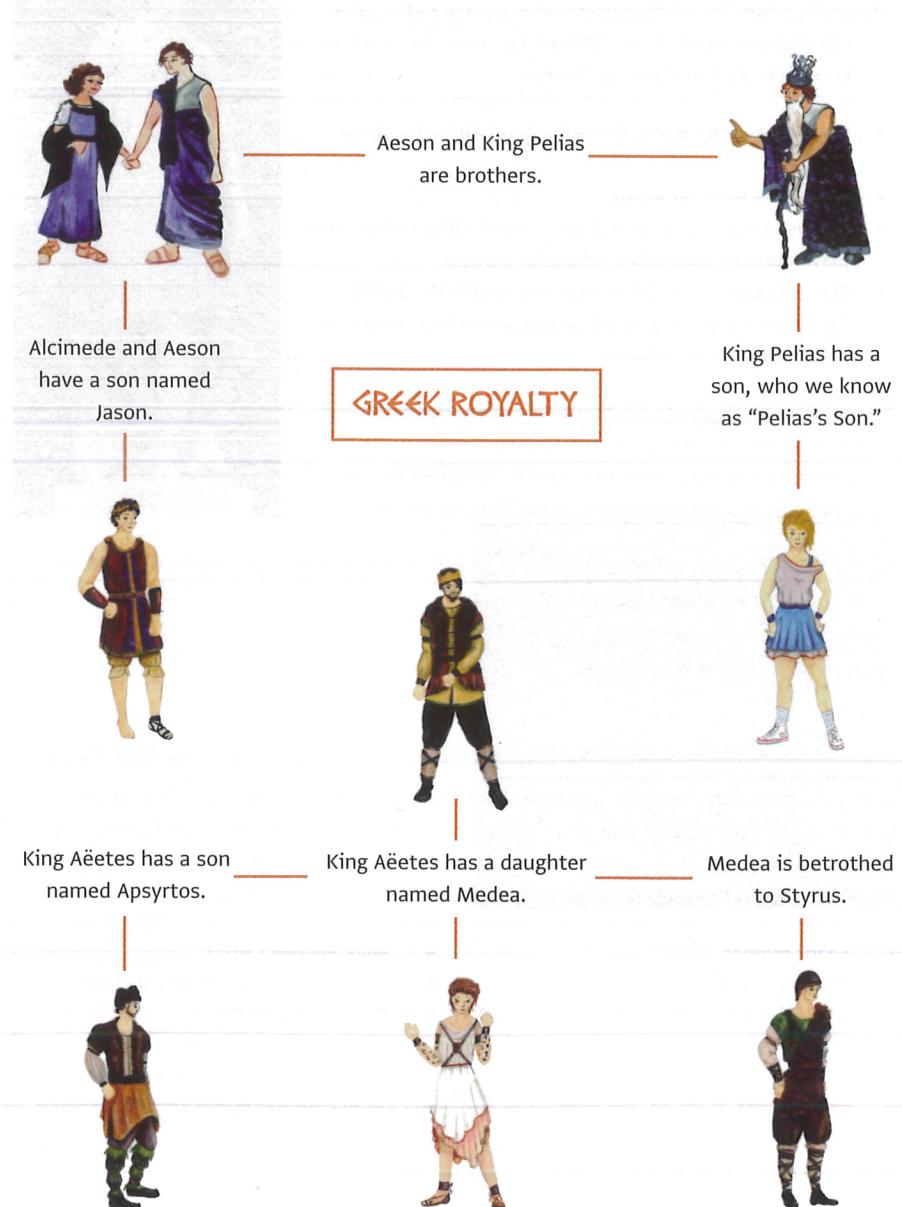 Aeson and King Pelias
are brothers.
Alcimede and Aeson
have a son named
Jason.
GREEK ROYALTY
King Pelias has a
son, who we know
as “Pelias’s Son.”
King Aëetes has a son
named Apsyrtos.
King Aëetes has a daughter
named Medea.
Medea is betrothed
to Styrus.